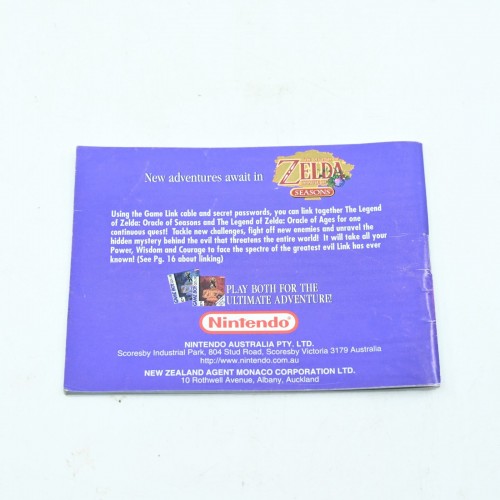 New adventures await in
ZELDA
SEASONS
Using the Game Link cable and secret passwords, you can link together The Legend
of Zelda: Oracle of Seasons and The Legend of Zelda: Oracle of Ages for one
continuous quest! Tackle new challenges, fight off new enemies and unravel the
hidden mystery behind the evil that threatens the entire world! It will take all your
Power, Wisdom and Courage to face the spectre of the greatest evil Link has ever
known! (See Pg. 16 about linking)
PLAY BOTH FOR THE
ULTIMATE ADVENTURE!
Nintendo
NINTENDO AUSTRALIA PTY. LTD.
Scoresby Industrial Park, 804 Stud Road, Scoresby Victoria 3179 Australia
http://www.nintendo.com.au
NEW ZEALAND AGENT MONACO CORPORATION LTD.
10 Rothwell Avenue, Albany, Auckland